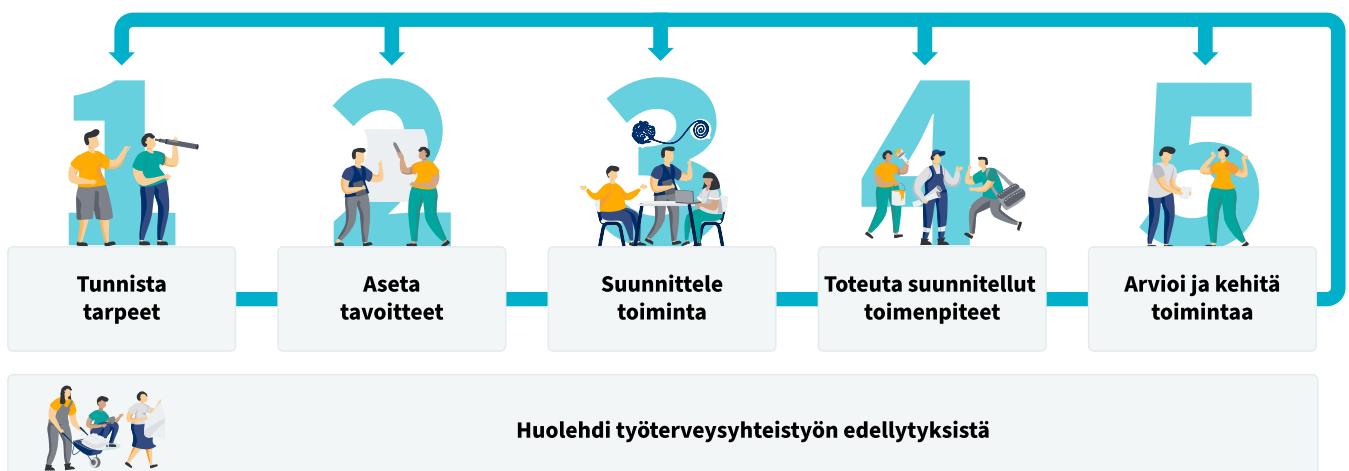 1
2
3
4
5
Tunnista
tarpeet
Aseta
tavoitteet
Suunnittele
toiminta
Toteuta suunnitellut
toimenpiteet
Arvioi ja kehitä
toimintaa
Huolehdi työterveysyhteistyön edellytyksistä